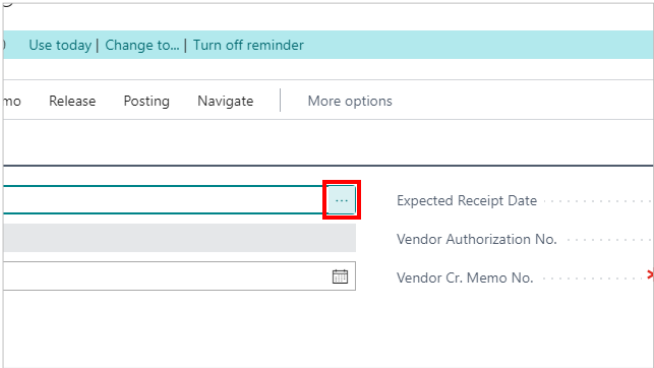 Use today | Change to... | Turn off reminder
Release Posting Navigate | More options
...
Expected Receipt Date
Vendor Authorization No.
Vendor Cr. Memo No.